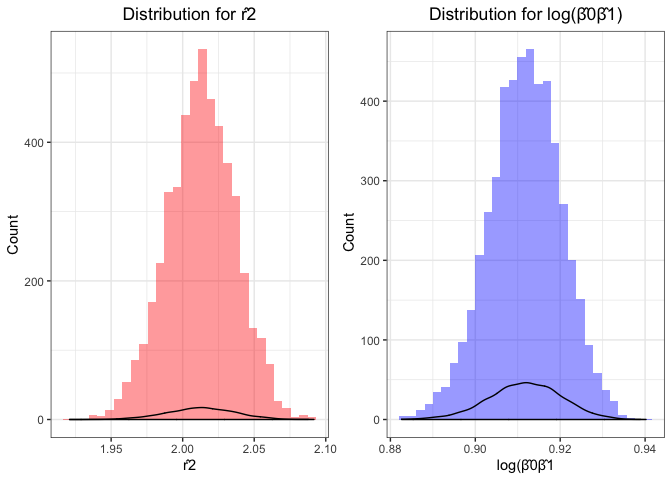 Distribution for r̂2
Count
0
200
400
1.95
2.00
2.05
2.10
r̂2
Distribution for log(β̂0β̂1)
Count
0
100
200
300
400
0.88
0.90
0.92
0.94
log(β̂0β̂1